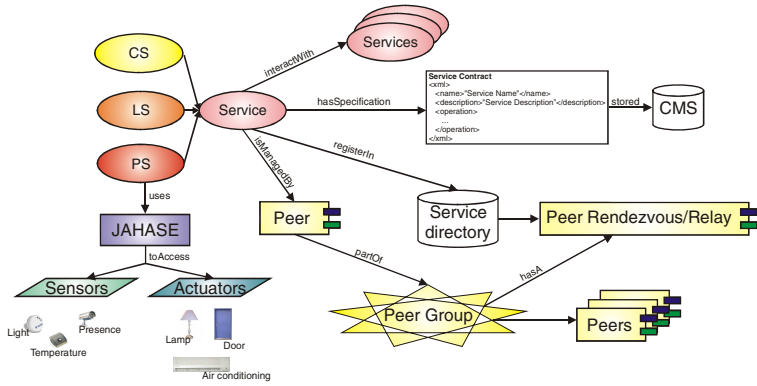 CS
LS
PS
Service
interactWith
Services
hasSpecification
Service Contract
<xml>
<name>"Service Name"</name>
<description>"Service Description"</description>
<operation>
...
</operation>
</xml>
stored
CMS
isManagedBy
registerIn
uses
JAHASE
toAccess
Sensors
Actuators
Light
Presence
Temperature
Lamp
Door
Air conditioning
Peer
Service
directory
Peer Rendezvous/Relay
partOf
hasA
Peer Group
Peers